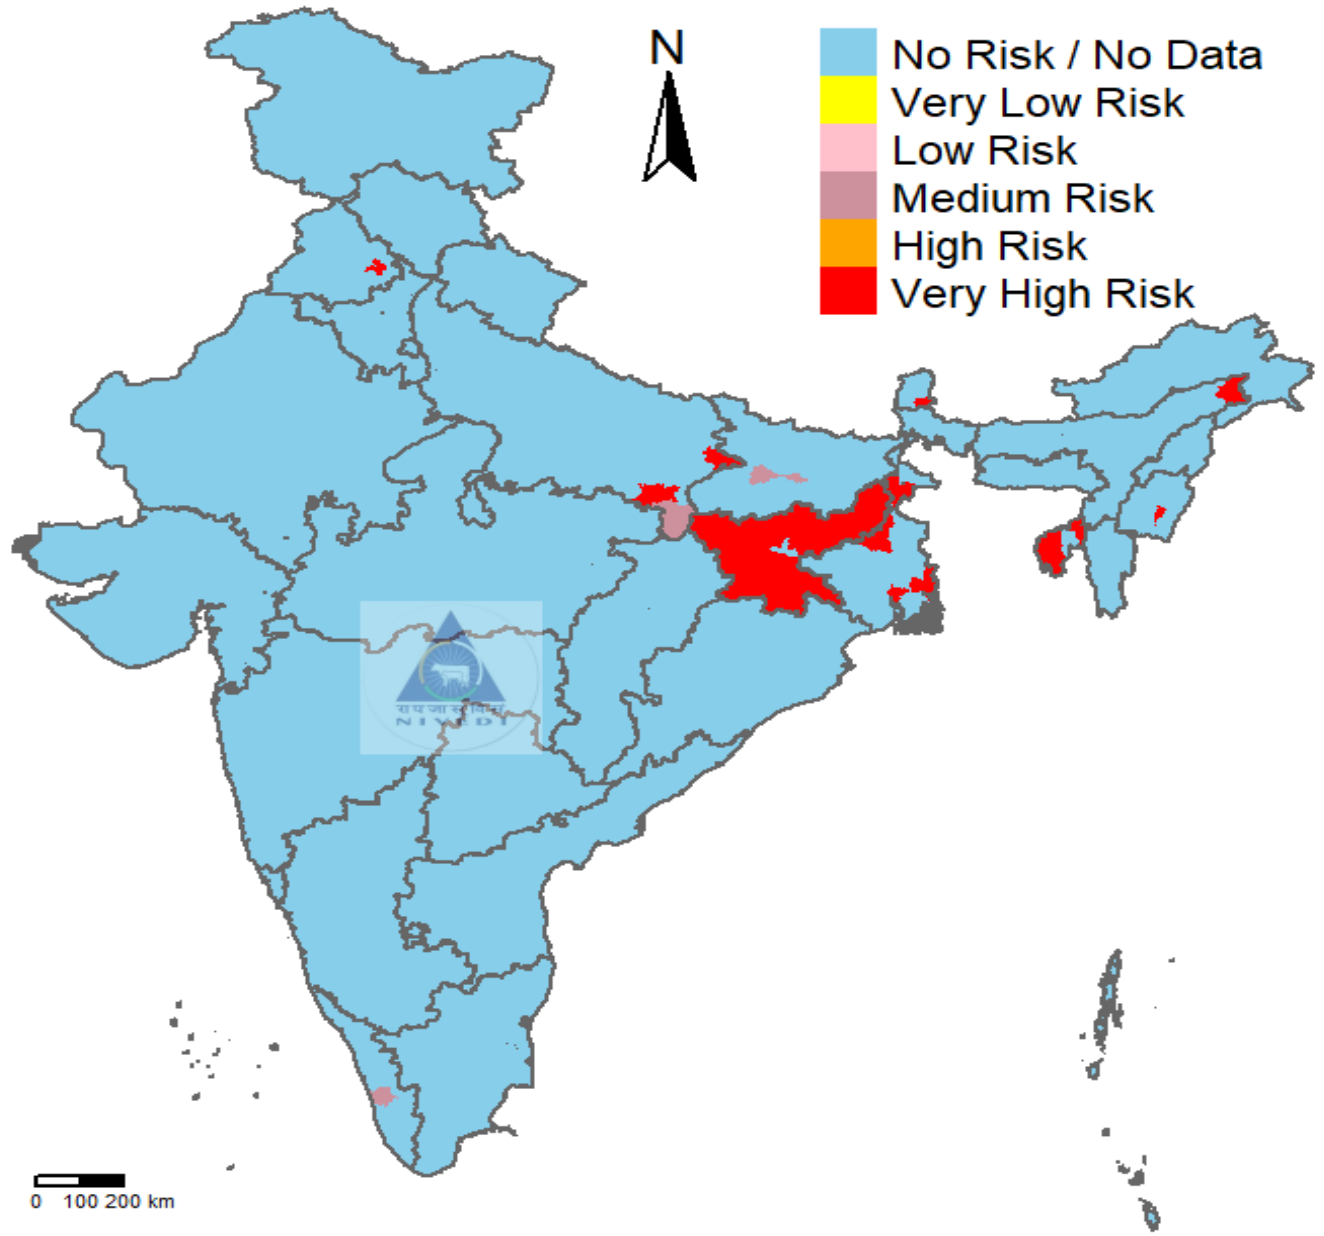 N
No Risk / No Data
Very Low Risk
Low Risk
Medium Risk
High Risk
Very High Risk
NIVEDI
0 100 200 km